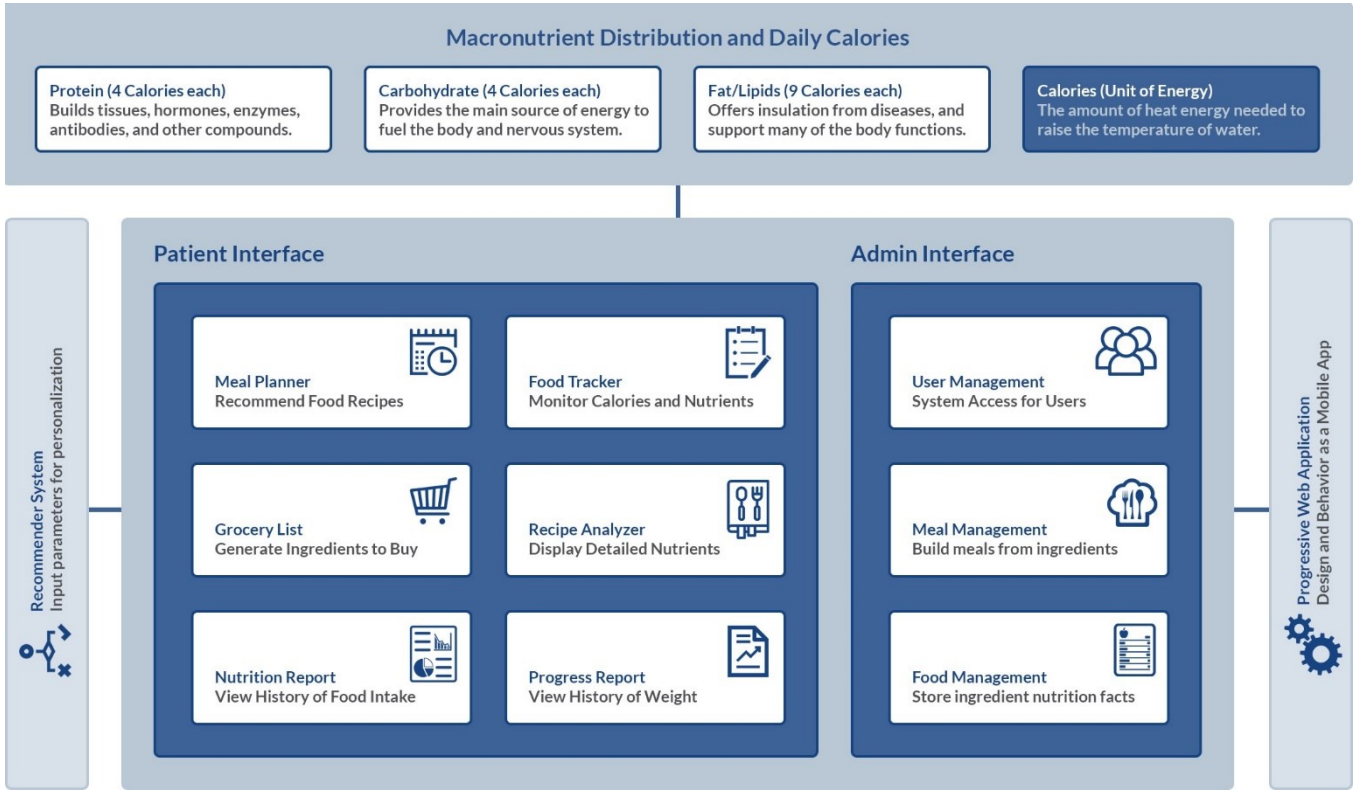 Macronutrient Distribution and Daily Calories
Protein (4 Calories each)
Builds tissues, hormones, enzymes,
antibodies, and other compounds.
Carbohydrate (4 Calories each)
Provides the main source of energy to
fuel the body and nervous system.
Fat/Lipids (9 Calories each)
Offers insulation from diseases, and
support many of the body functions.
Calories (Unit of Energy)
The amount of heat energy needed to
raise the temperature of water.
Recommender System
Input parameters for personalization
Patient Interface
Meal Planner
Recommend Food Recipes
Food Tracker
Monitor Calories and Nutrients
Grocery List
Generate Ingredients to Buy
Recipe Analyzer
Display Detailed Nutrients
Nutrition Report
View History of Food Intake
Progress Report
View History of Weight
Admin Interface
User Management
System Access for Users
Meal Management
Build meals from ingredients
Food Management
Store ingredient nutrition facts
Progressive Web Application
Design and Behavior as a Mobile App